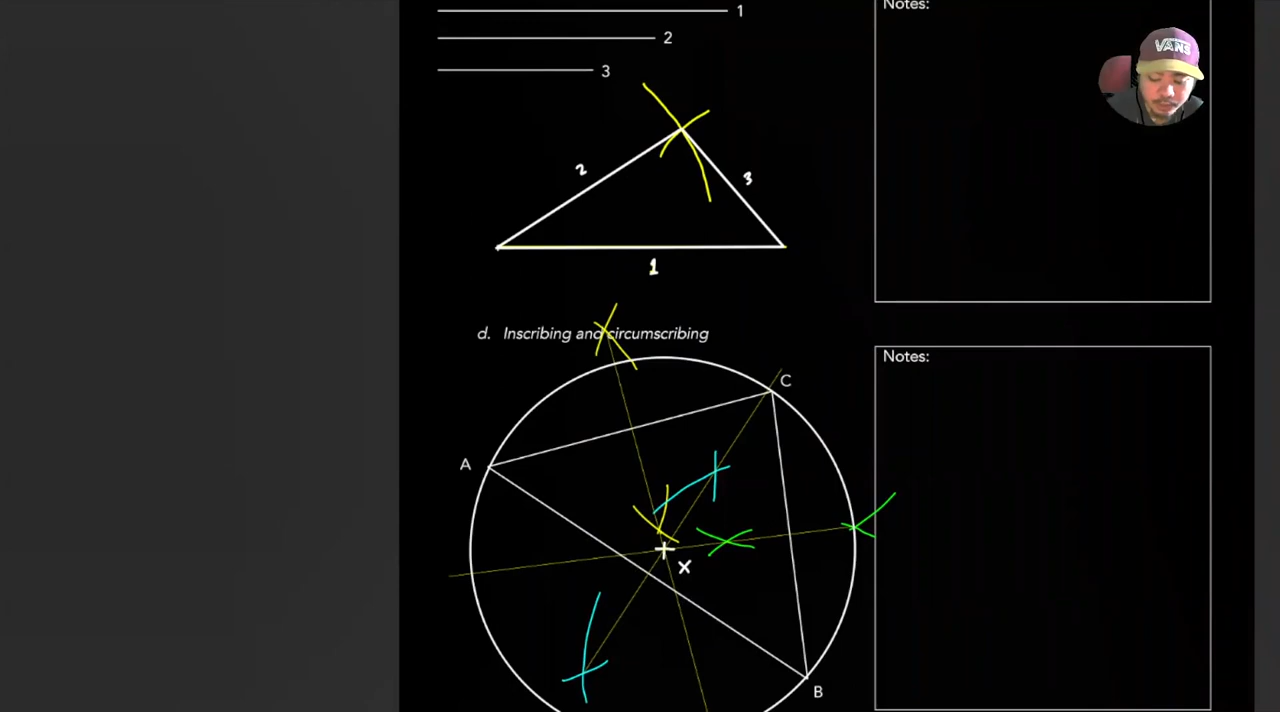 Notes:
1
2
3
VANS
2
3
1
d. Inscribing and circumscribing
Notes:
C
A
x
B